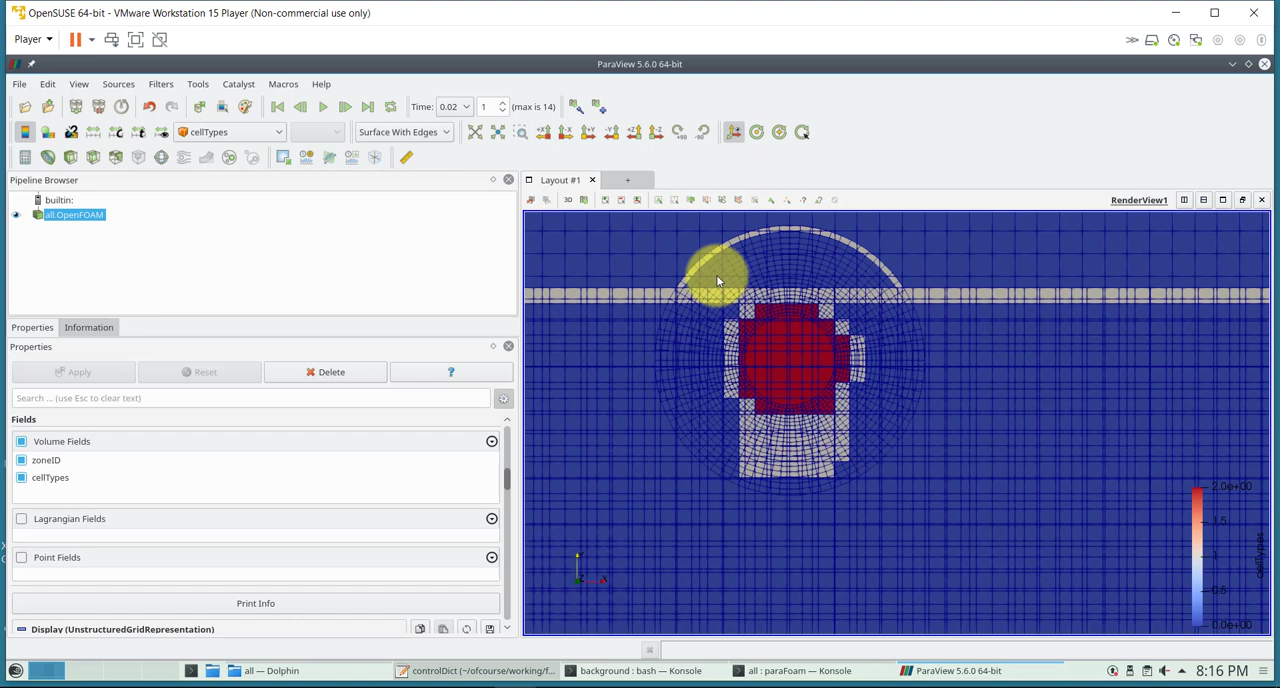 OpenSUSE 64-bit - VMware Workstation 15 Player (Non-commercial use only)
Player
ParaView 5.6.0 64-bit
File Edit View Sources Filters Tools Catalyst Macros Help
Time: 0.02 1 (max is 14)
cellTypes Surface With Edges
Pipeline Browser
builtin:
all.OpenFOAM
Layout #1 +
3D RenderView1
Properties Information
Properties
Apply Reset Delete ?
Search ... (use Esc to clear text)
Fields
Volume Fields
zoneID
cellTypes
Lagrangian Fields
Point Fields
Print Info
Display (UnstructuredGridRepresentation)
2.0e+00
1.5
1
0.5
0.0e+00
cellTypes
Y
Z X
all — Dolphin
controlDict (~/ofcourse/working/f...
background : bash — Konsole
all : paraFoam — Konsole
ParaView 5.6.0 64-bit
8:16 PM